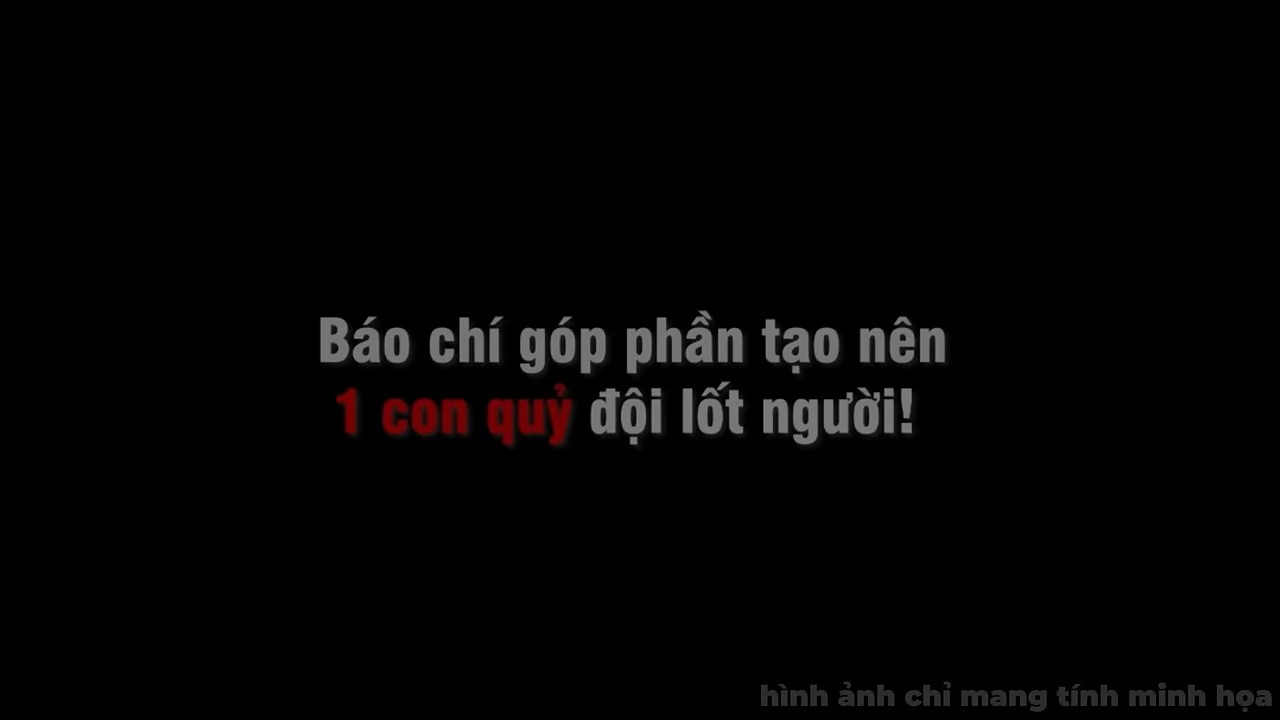 Báo chí góp phần tạo nên
1 con quỷ đội lốt người!
hình ảnh chỉ mang tính minh họa